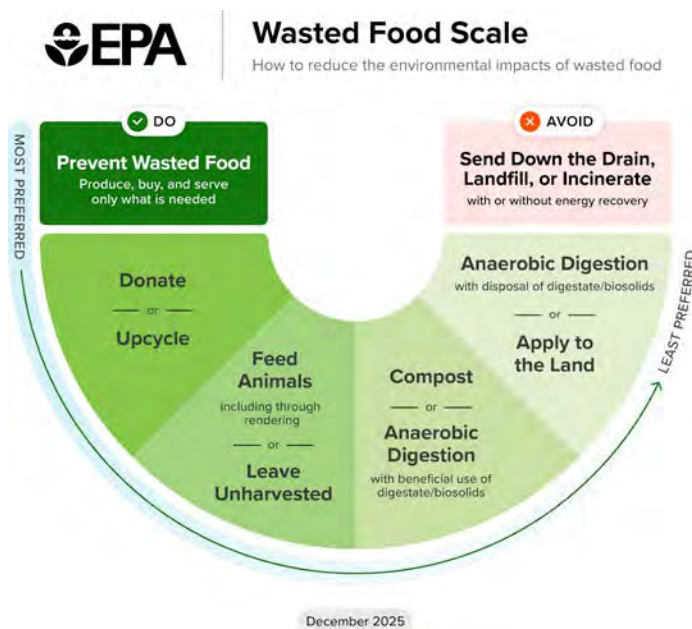 EPA
Wasted Food Scale
How to reduce the environmental impacts of wasted food
DO
Prevent Wasted Food
Produce, buy, and serve
only what is needed
AVOID
Send Down the Drain,
Landfill, or Incinerate
with or without energy recovery
MOST PREFERRED
Donate
or
Upcycle
Feed
Animals
including through
rendering
or
Leave
Unharvested
Compost
or
Anaerobic
Digestion
with beneficial use of
digestate/biosolids
Anaerobic Digestion
with disposal of digestate/biosolids
or
Apply to
the Land
LEAST PREFERRED
December 2025